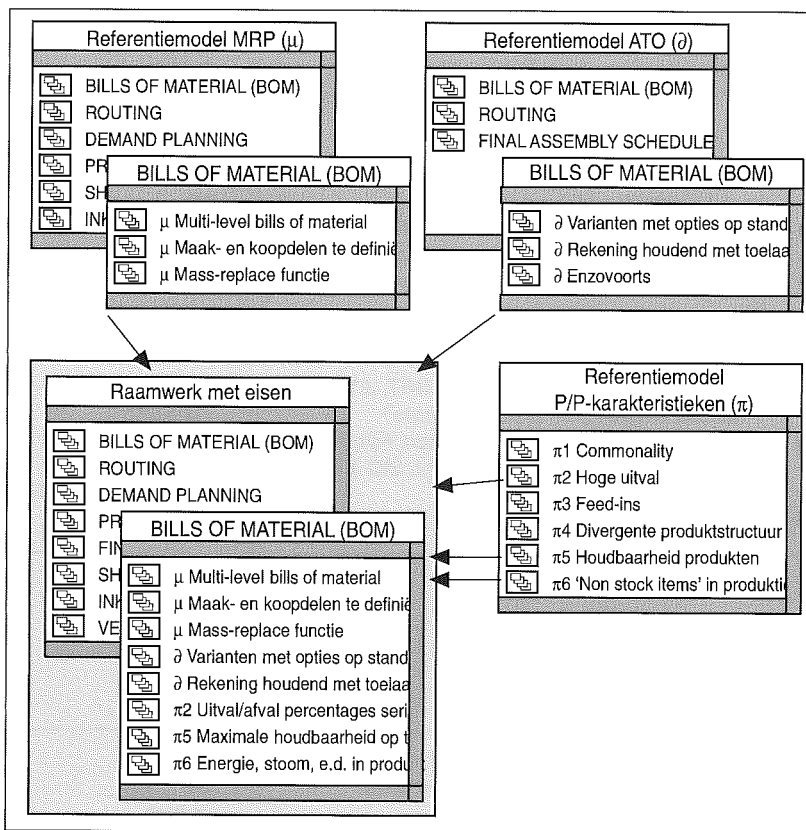 Referentiemodel MRP (μ)
BILLS OF MATERIAL (BOM)
ROUTING
DEMAND PLANNING
PR
SH
INK
BILLS OF MATERIAL (BOM)
μ Multi-level bills of material
μ Maak- en koopdelen te definië
μ Mass-replace functie
Referentiemodel ATO (∂)
BILLS OF MATERIAL (BOM)
ROUTING
FINAL ASSEMBLY SCHEDULE
BILLS OF MATERIAL (BOM)
∂ Varianten met opties op stand
∂ Rekening houdend met toelaa
∂ Enzovoorts
Raamwerk met eisen
BILLS OF MATERIAL (BOM)
ROUTING
DEMAND PLANNING
PR
FIN
SH
INK
VE
BILLS OF MATERIAL (BOM)
μ Multi-level bills of material
μ Maak- en koopdelen te definië
μ Mass-replace functie
∂ Varianten met opties op stand
∂ Rekening houdend met toelaa
π2 Uitval/afval percentages seri
π5 Maximale houdbaarheid op t
π6 Energie, stoom, e.d. in produ
Referentiemodel
P/P-karakteristieken (π)
π1 Commonality
π2 Hoge uitval
π3 Feed-ins
π4 Divergente produktstructuur
π5 Houdbaarheid produkten
π6 ‘Non stock items’ in produktie